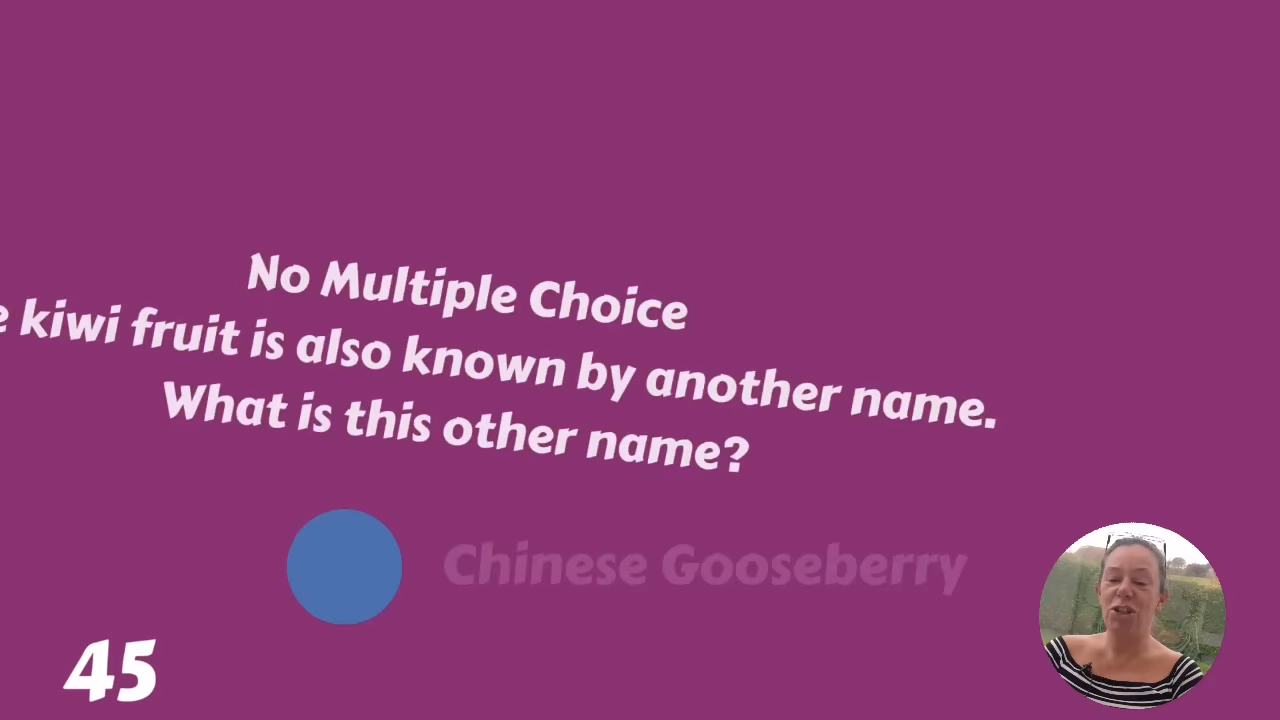 No Multiple Choice
kiwi fruit is also known by another name.
What is this other name?
Chinese Gooseberry
45